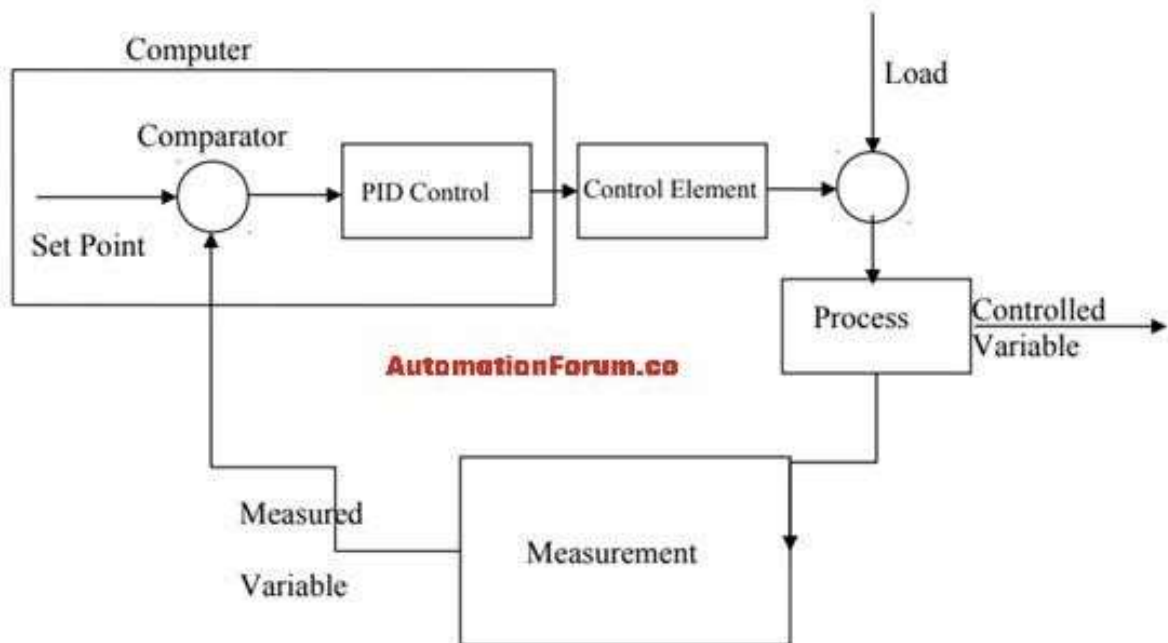 Computer
Load
Comparator
PID Control
Control Element
Set Point
Process
Controlled
Variable
AutomationForum.co
Measured
Variable
Measurement